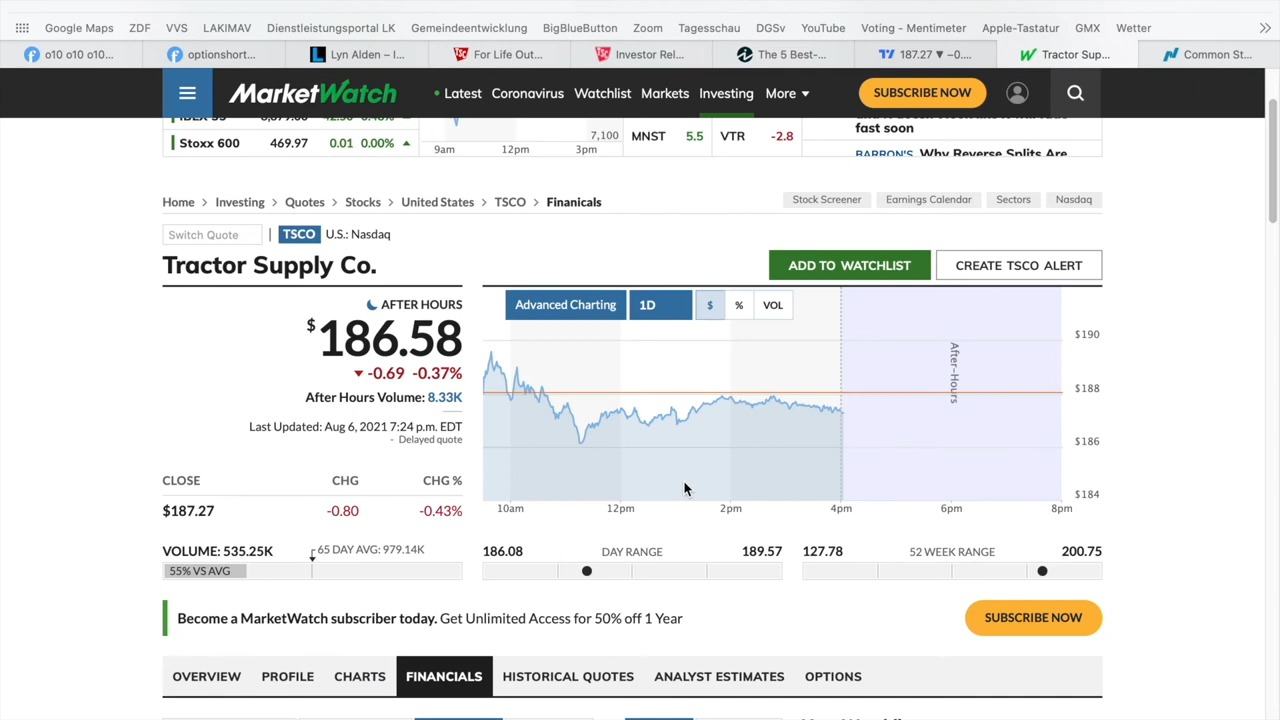 Google Maps ZDF VVS LAKIMAV Dienstleistungsportal LK Gemeindeentwicklung BigBlueButton Zoom Tagesschau DGSv YouTube Voting - Mentimeter Apple-Tastatur GMX Wetter
o10 o10 o10... optionshort... Lyn Alden – I... For Life Out... Investor Rel... The 5 Best-... 187.27 ▼ −0.... Tractor Sup... Common St...
MarketWatch Latest Coronavirus Watchlist Markets Investing More SUBSCRIBE NOW
fast soon
Stoxx 600 469.97 0.01 0.00% 7,100 MNST 5.5 VTR -2.8
9am 12pm 3pm
BARRON'S Why Reverse Splits Are
Home > Investing > Quotes > Stocks > United States > TSCO > Finanicals
Stock Screener Earnings Calendar Sectors Nasdaq
Switch Quote | TSCO U.S.: Nasdaq
Tractor Supply Co.
ADD TO WATCHLIST CREATE TSCO ALERT
AFTER HOURS
$186.58
-0.69 -0.37%
After Hours Volume: 8.33K
Last Updated: Aug 6, 2021 7:24 p.m. EDT
- Delayed quote
Advanced Charting 1D $ % VOL
$190
$188
$186
$184
After-Hours
10am 12pm 2pm 4pm 6pm 8pm
CLOSE CHG CHG %
$187.27 -0.80 -0.43%
VOLUME: 535.25K 65 DAY AVG: 979.14K
55% VS AVG
186.08 DAY RANGE 189.57
127.78 52 WEEK RANGE 200.75
Become a MarketWatch subscriber today. Get Unlimited Access for 50% off 1 Year
SUBSCRIBE NOW
OVERVIEW PROFILE CHARTS FINANCIALS HISTORICAL QUOTES ANALYST ESTIMATES OPTIONS